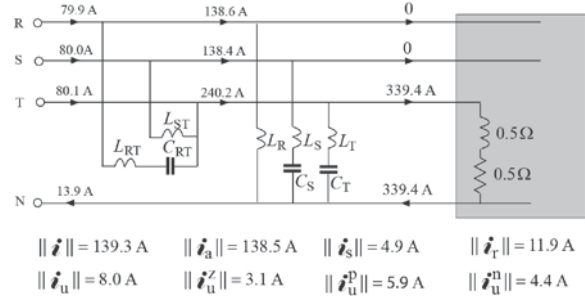 R 79.9 A 138.6 A 0
S 80.0A 138.4 A 0
T 80.1 A 240.2 A 339.4 A
L_ST
L_RT C_RT L_R L_S L_T 0.5Ω
C_S C_T 0.5Ω
N 13.9 A 339.4 A
||i|| = 139.3 A ||i_a|| = 138.5 A ||i_s|| = 4.9 A ||i_r|| = 11.9 A
||i_u|| = 8.0 A ||i_u^z|| = 3.1 A ||i_u^p|| = 5.9 A ||i_u^n|| = 4.4 A